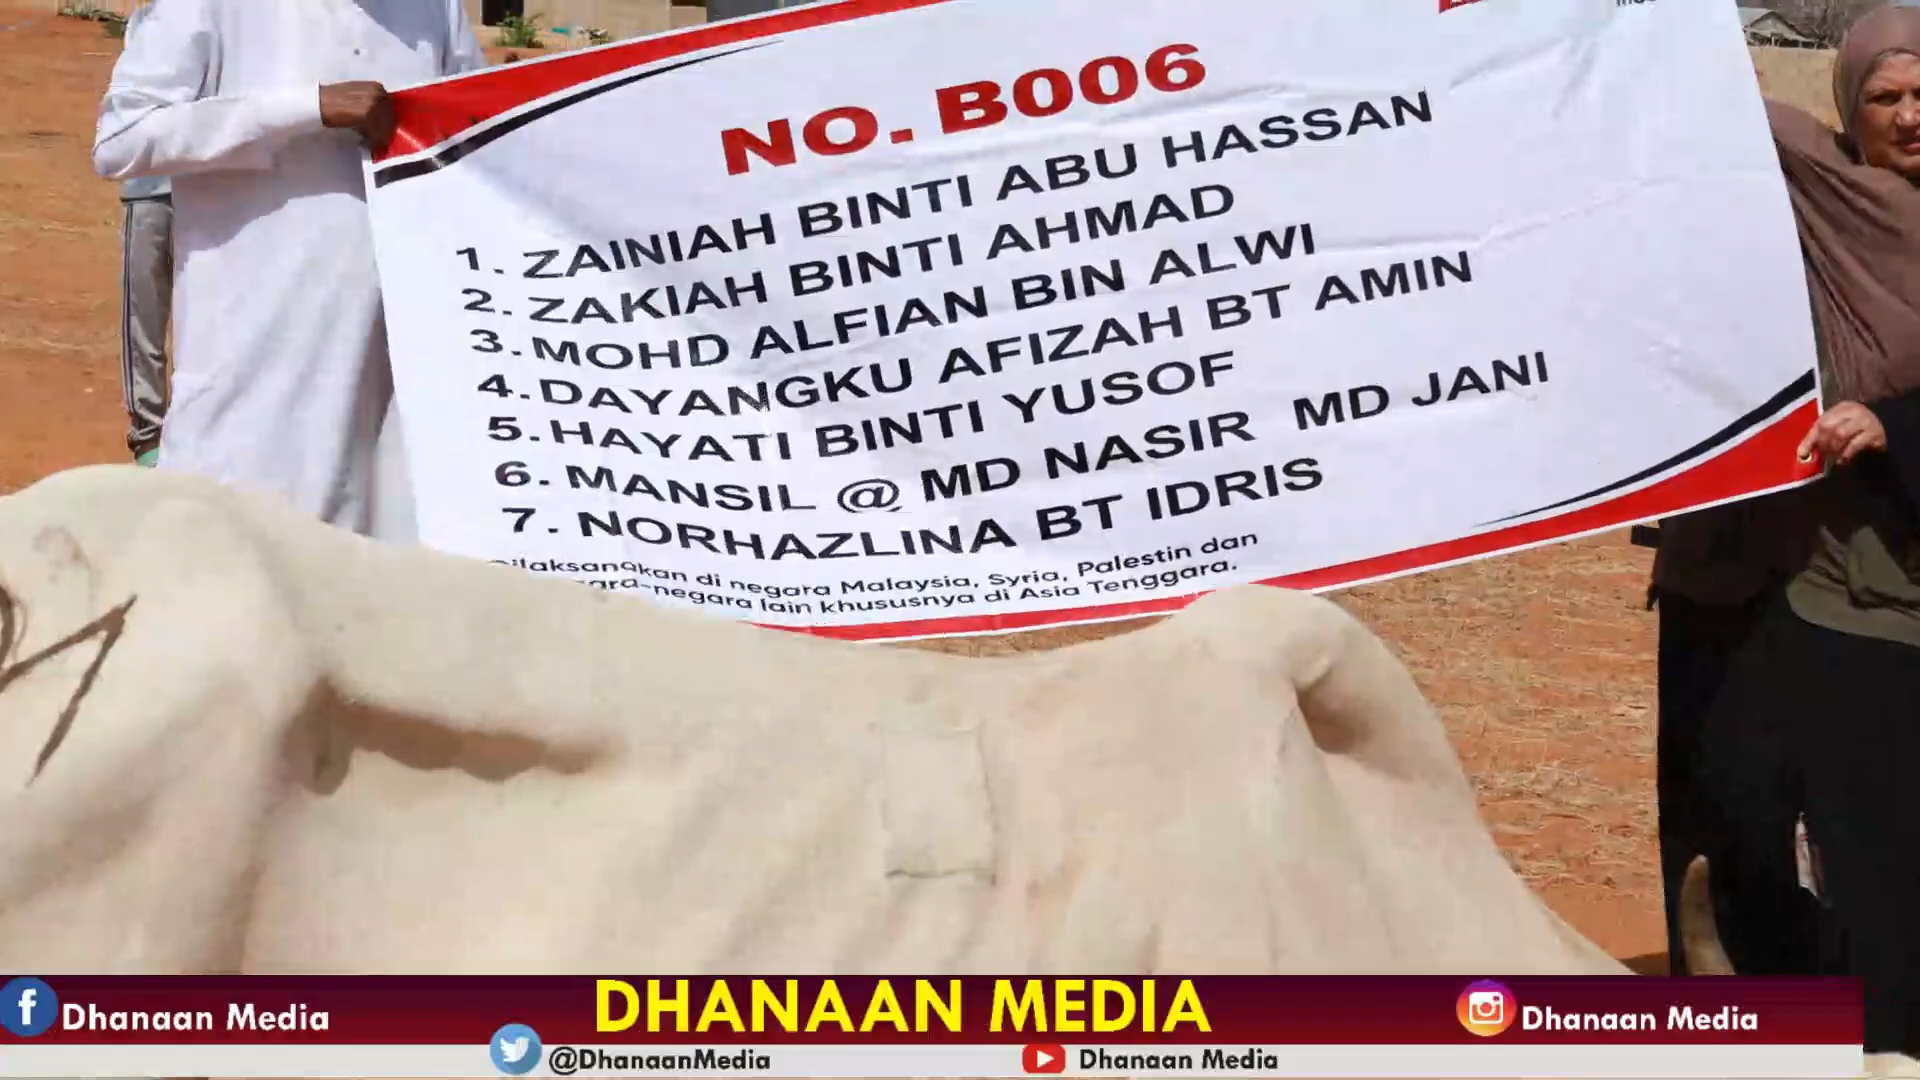 NO. B006
1. ZAINIAH BINTI ABU HASSAN
2. ZAKIAH BINTI AHMAD
3. MOHD ALFIAN BIN ALWI
4. DAYANGKU AFIZAH BT AMIN
5. HAYATI BINTI YUSOF
6. MANSIL @ MD NASIR MD JANI
7. NORHAZLINA BT IDRIS
di negara Malaysia, Syria, Palestin dan
lain khususnya di Asia Tenggara.
DHANAAN MEDIA
Dhanaan Media
@DhanaanMedia
Dhanaan Media
Dhanaan Media